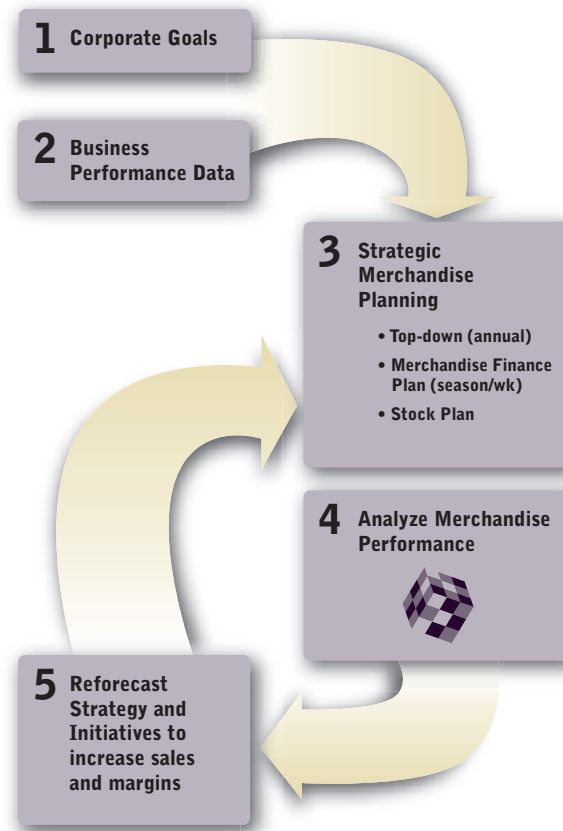 1 Corporate Goals
2 Business
Performance Data
3 Strategic
Merchandise
Planning
• Top-down (annual)
• Merchandise Finance
Plan (season/wk)
• Stock Plan
4 Analyze Merchandise
Performance
5 Reforecast
Strategy and
Initiatives to
increase sales
and margins